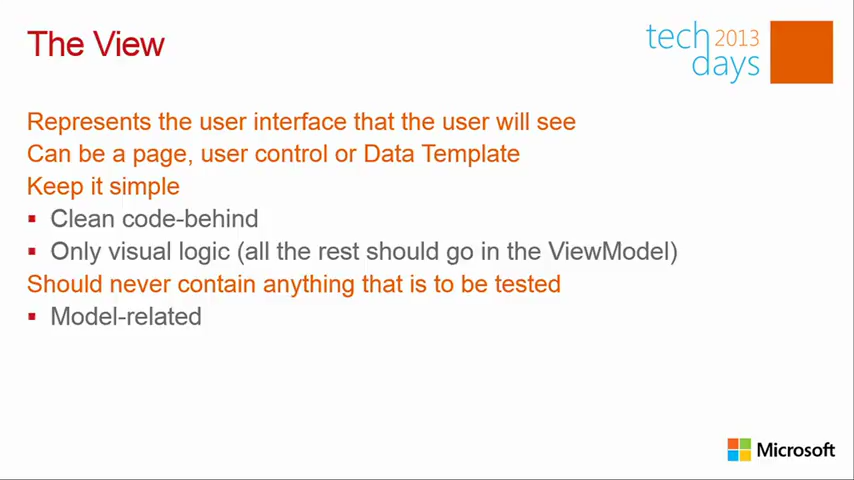 The View
tech 2013
days
Represents the user interface that the user will see
Can be a page, user control or Data Template
Keep it simple
▪ Clean code-behind
▪ Only visual logic (all the rest should go in the ViewModel)
Should never contain anything that is to be tested
▪ Model-related
Microsoft